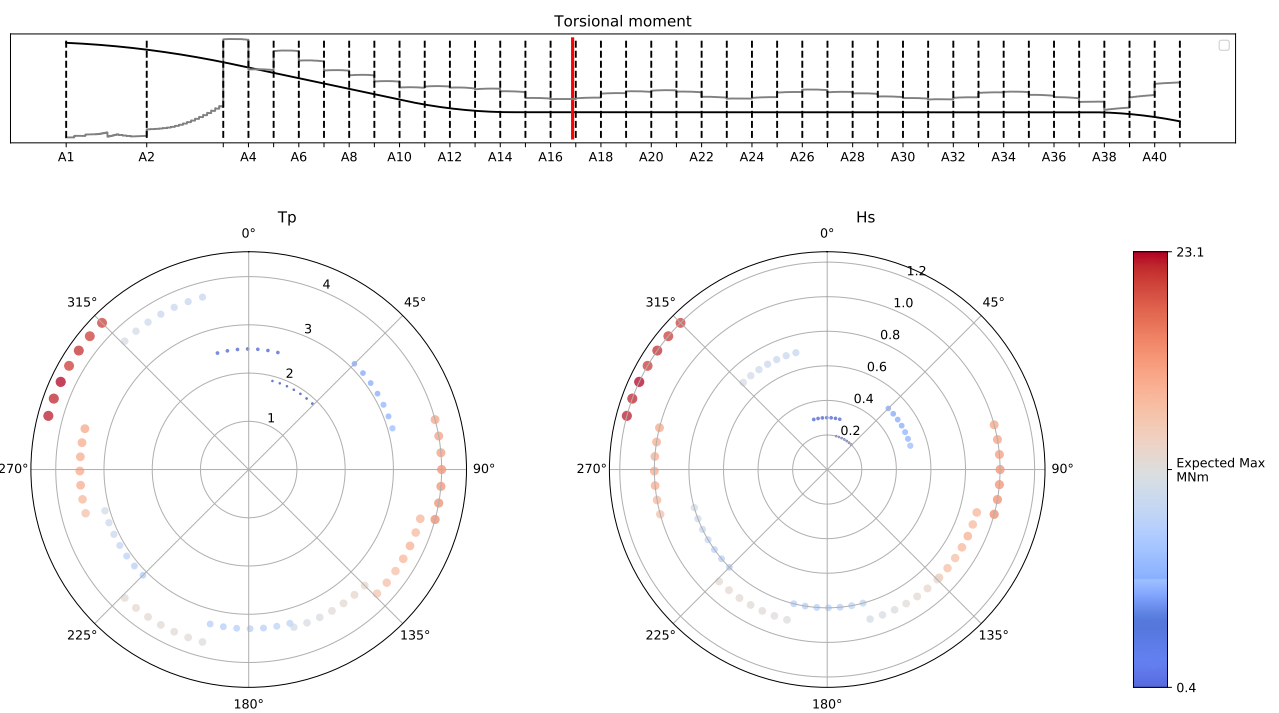 Torsional moment
A1 A2 A4 A6 A8 A10 A12 A14 A16 A18 A20 A22 A24 A26 A28 A30 A32 A34 A36 A38 A40
Tp Hs
0° 0°
315° 45° 315° 45°
270° 90° 270° 90°
225° 135° 225° 135°
180° 180°
1 2 3 4
0.2 0.4 0.6 0.8 1.0 1.2
23.1
Expected Max
MNm
0.4